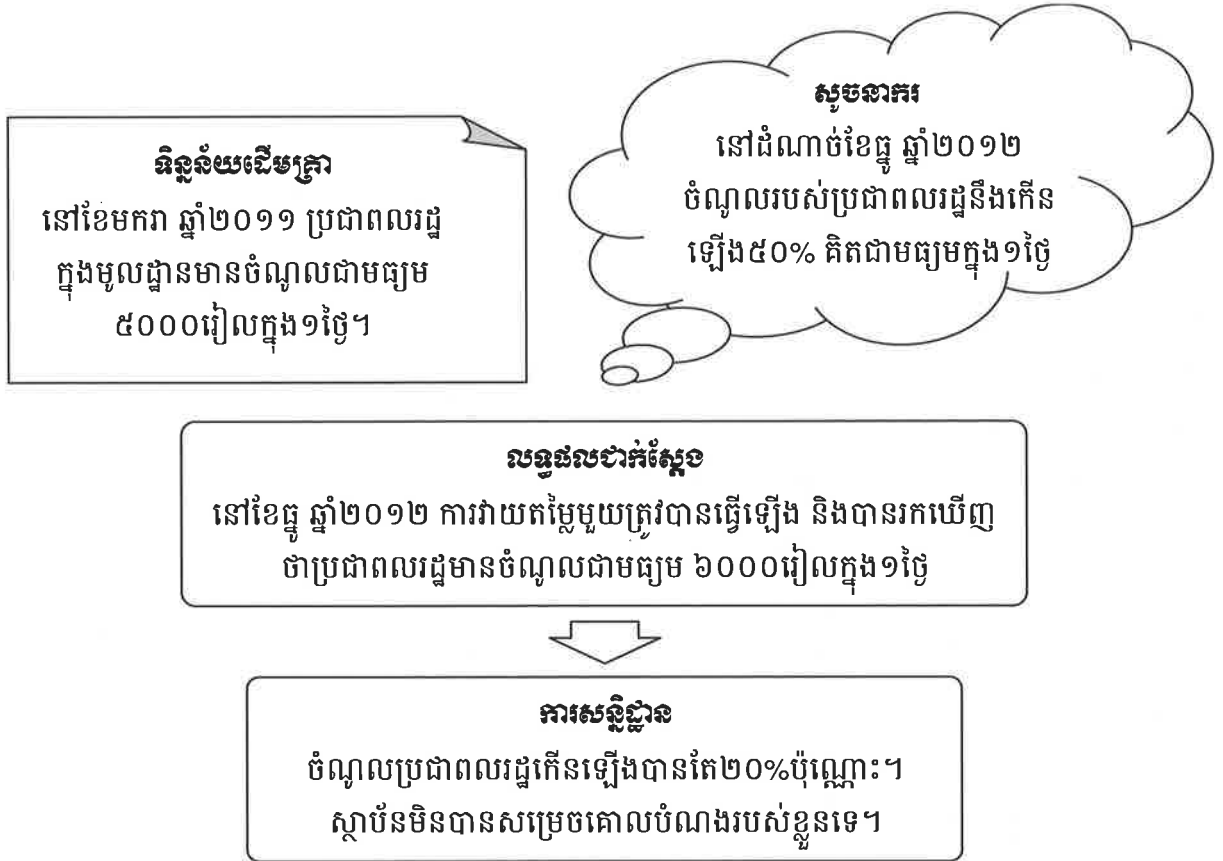 ទិន្នន័យដើមគ្រា
នៅខែមករា ឆ្នាំ២០១១ ប្រជាពលរដ្ឋ
ក្នុងមូលដ្ឋានមានចំណូលជាមធ្យម
៥០០០រៀលក្នុង១ថ្ងៃ។
សូចនាករ
នៅដំណាច់ខែធ្នូ ឆ្នាំ២០១២
ចំណូលរបស់ប្រជាពលរដ្ឋនឹងកើន
ឡើង៥០% គិតជាមធ្យមក្នុង១ថ្ងៃ
លទ្ធផលជាក់ស្តែង
នៅខែធ្នូ ឆ្នាំ២០១២ ការវាយតម្លៃមួយត្រូវបានធ្វើឡើង និងបានរកឃើញ
ថាប្រជាពលរដ្ឋមានចំណូលជាមធ្យម ៦០០០រៀលក្នុង១ថ្ងៃ
ការសន្និដ្ឋាន
ចំណូលប្រជាពលរដ្ឋកើនឡើងបានតែ២០%ប៉ុណ្ណោះ។
ស្ថាប័នមិនបានសម្រេចគោលបំណងរបស់ខ្លួនទេ។